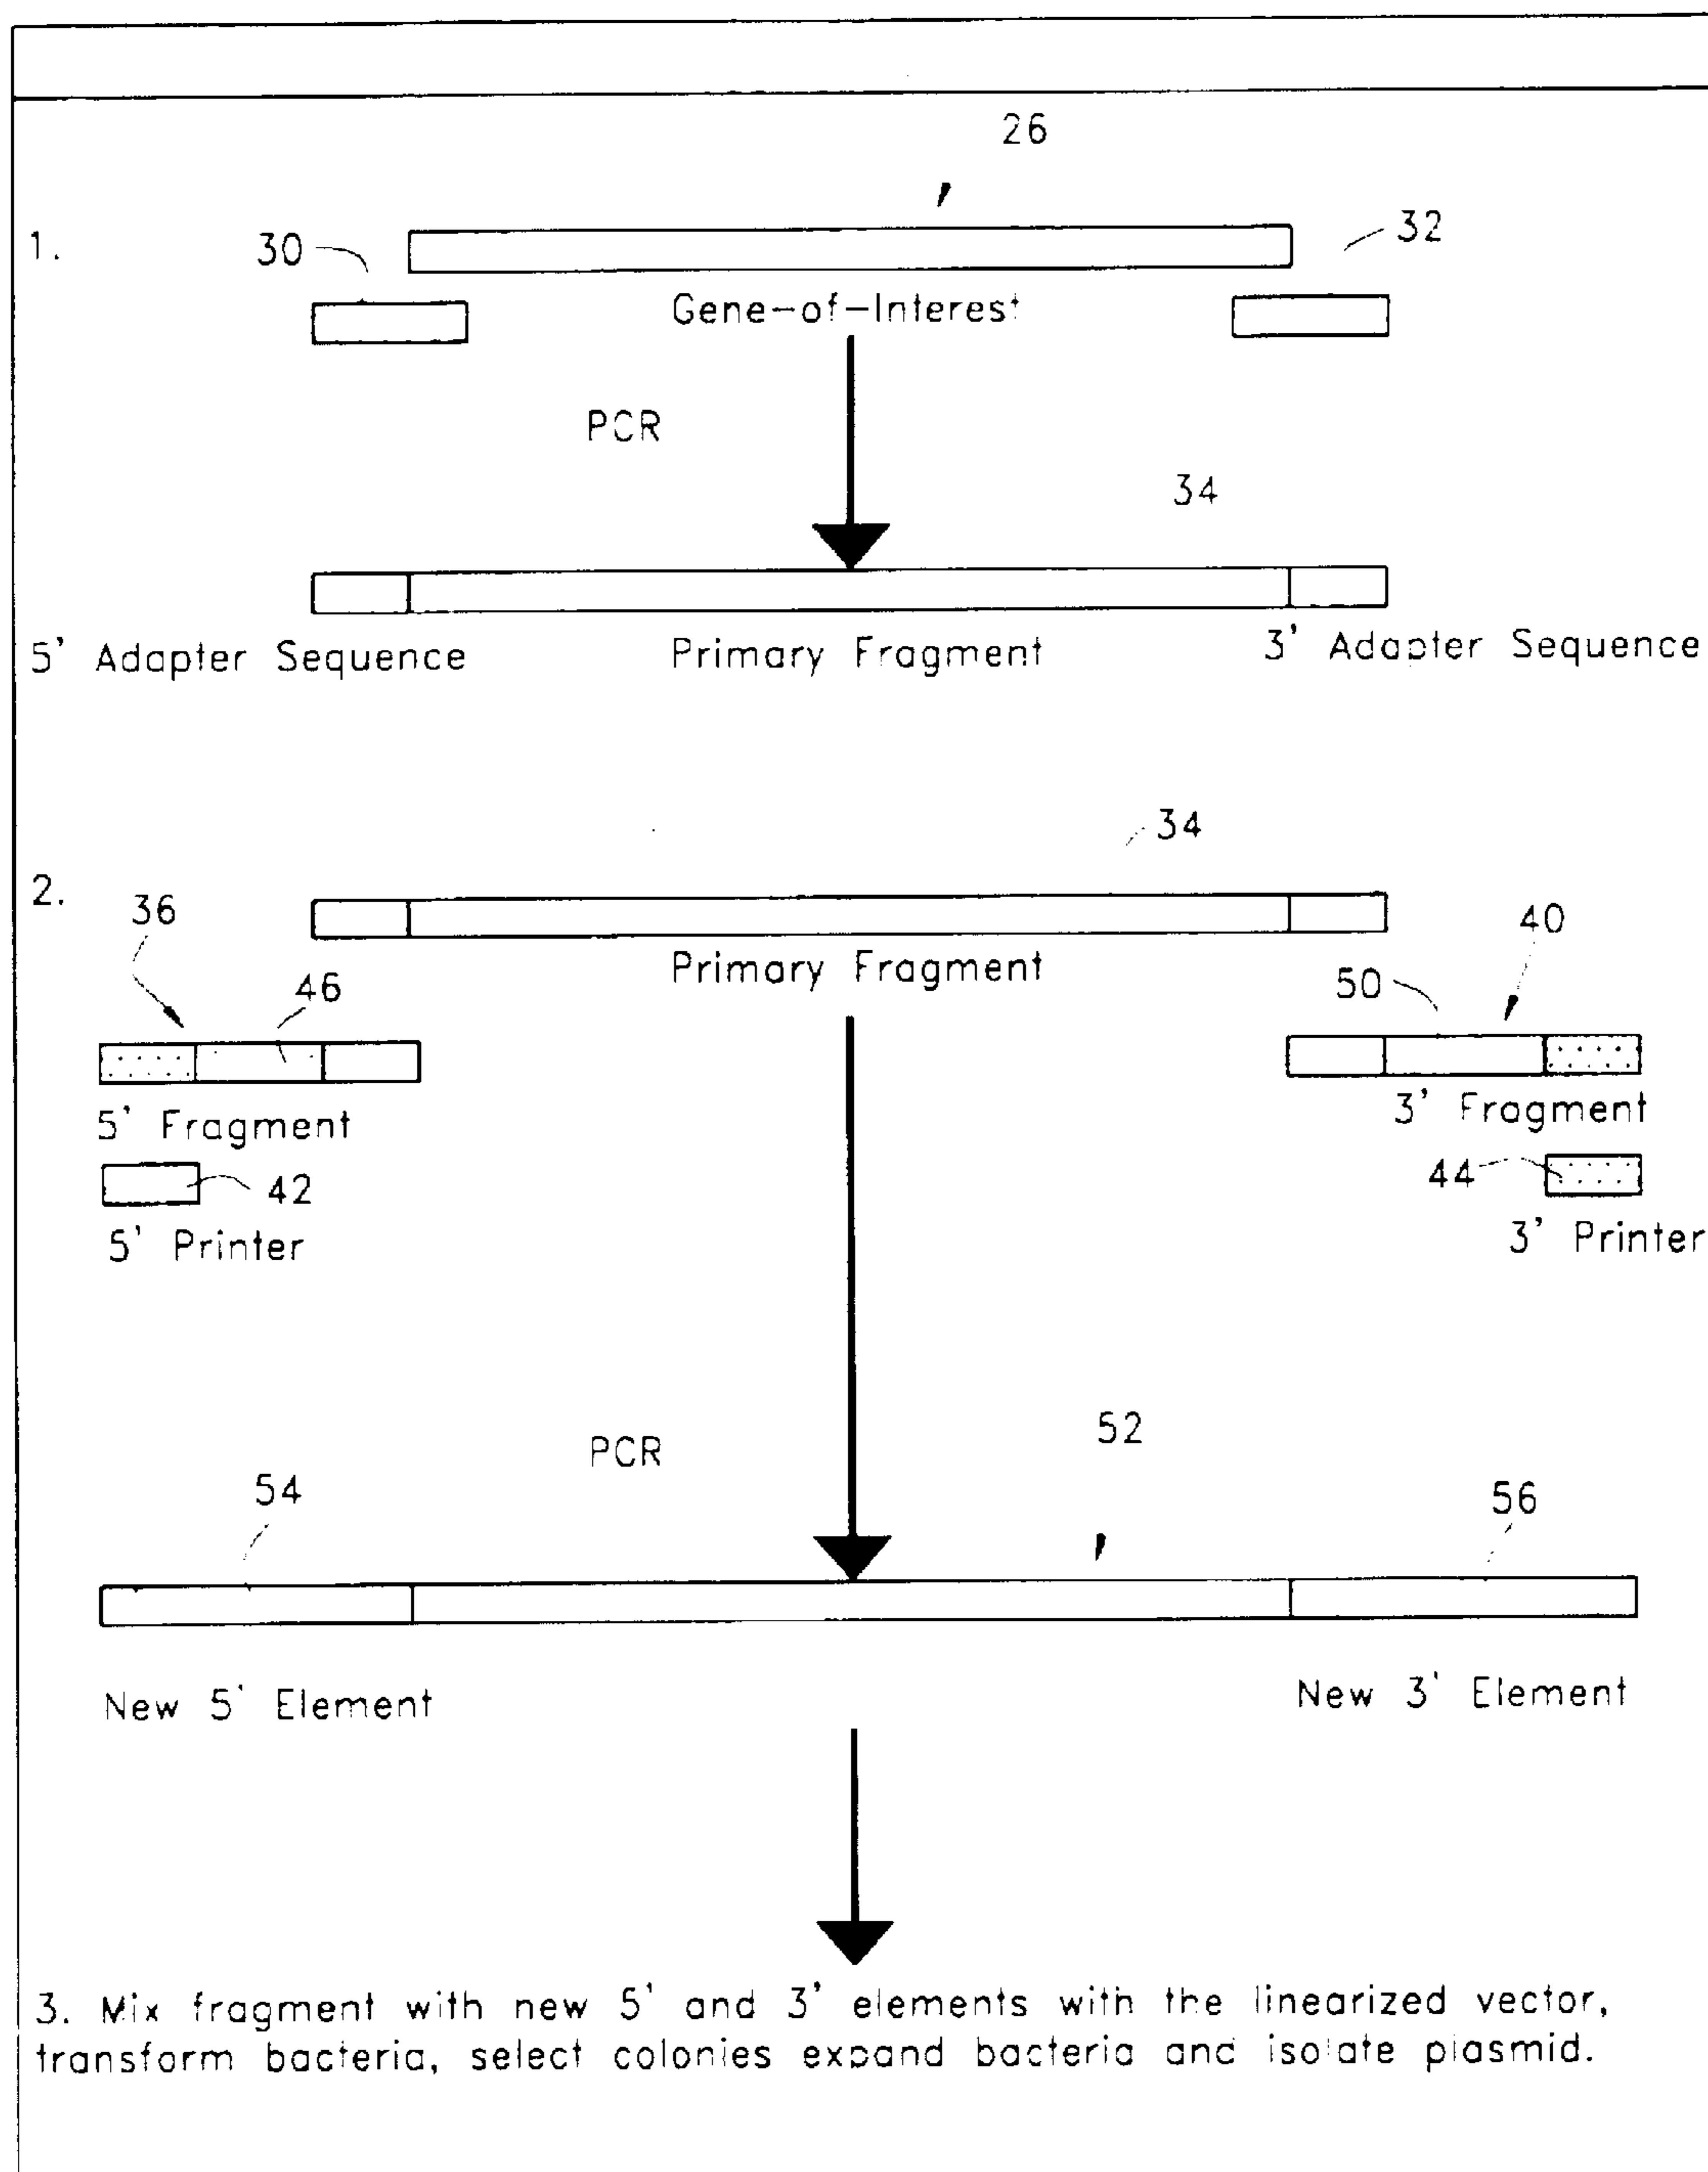 26
1.
30
32
Gene-of-Interest
PCR
34
5' Adapter Sequence
Primary Fragment
3' Adapter Sequence
34
2.
36
40
Primary Fragment
46
50
5' Fragment
3' Fragment
42
44
5' Printer
3' Printer
PCR
52
54
56
New 5' Element
New 3' Element
3. Mix fragment with new 5' and 3' elements with the linearized vector,
transform bacteria, select colonies expand bacteria and isolate plasmid.